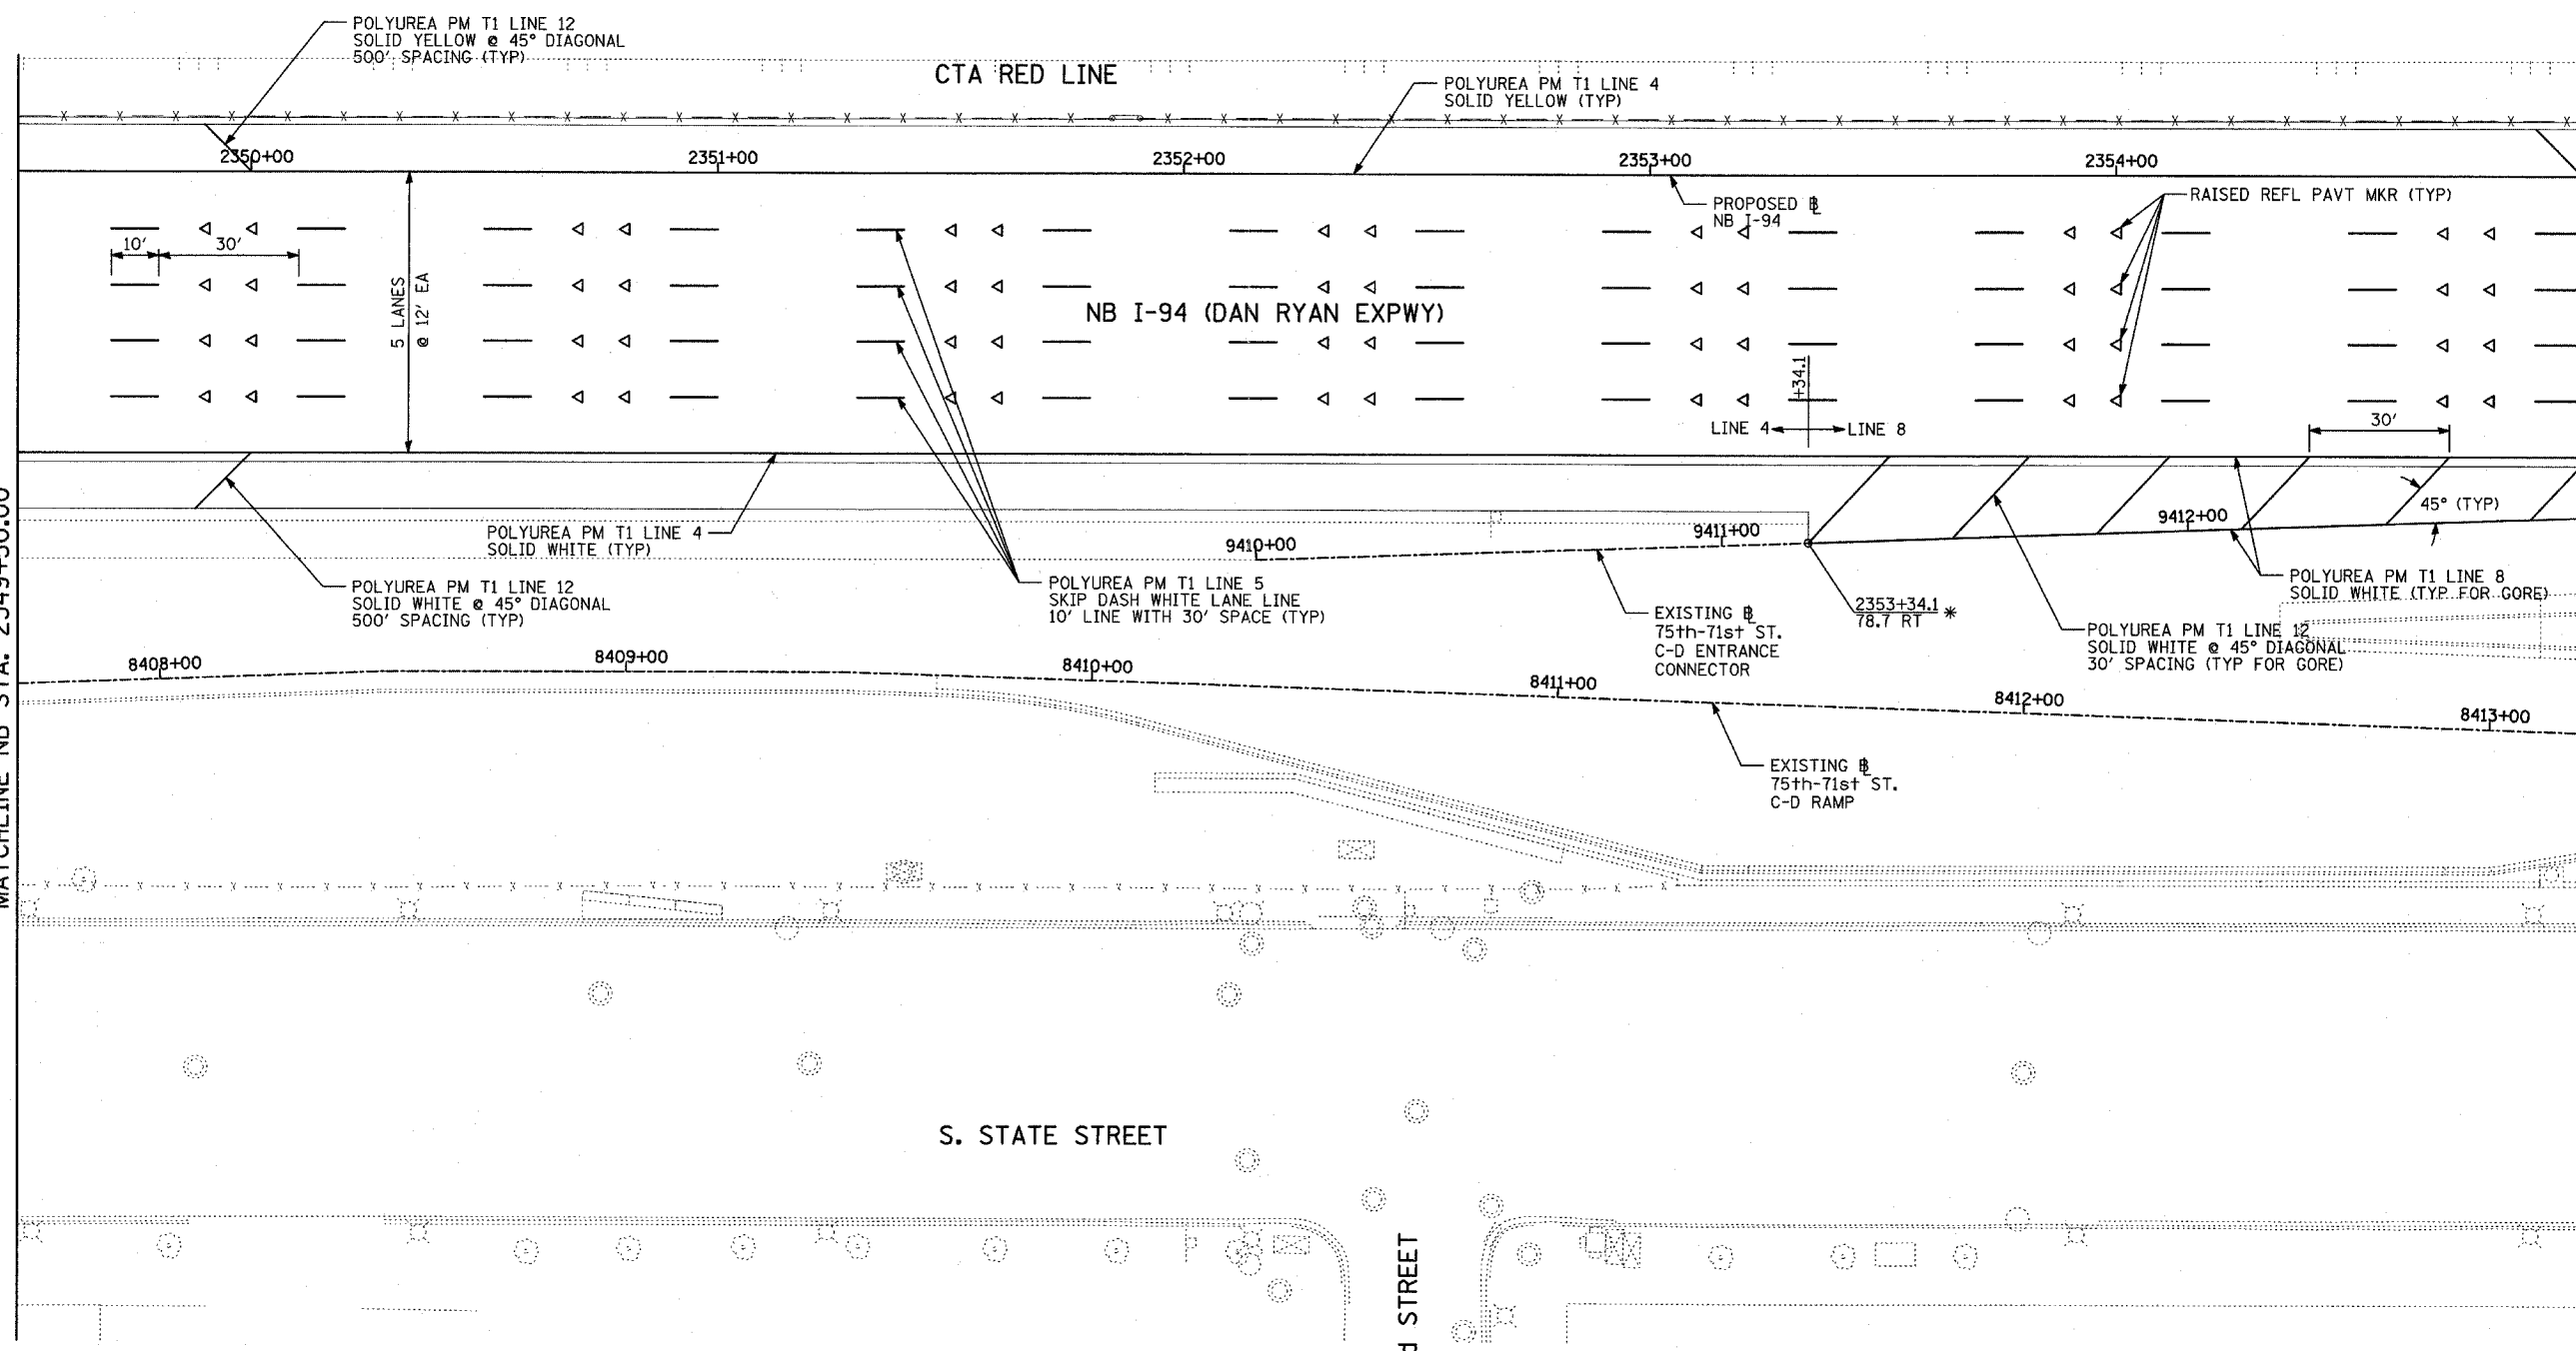 POLYUREA PM T1 LINE 12
SOLID YELLOW @ 45° DIAGONAL
500' SPACING (TYP)
CTA RED LINE
POLYUREA PM T1 LINE 4
SOLID YELLOW (TYP)
2350+00
2351+00
2352+00
2353+00
2354+00
PROPOSED ℄
NB I-94
RAISED REFL PAVT MKR (TYP)
10'
30'
5 LANES
@ 12' EA
NB I-94 (DAN RYAN EXPWY)
+34.1
LINE 4
LINE 8
30'
45° (TYP)
POLYUREA PM T1 LINE 4
SOLID WHITE (TYP)
9410+00
9411+00
9412+00
POLYUREA PM T1 LINE 12
SOLID WHITE @ 45° DIAGONAL
500' SPACING (TYP)
POLYUREA PM T1 LINE 5
SKIP DASH WHITE LANE LINE
10' LINE WITH 30' SPACE (TYP)
EXISTING ℄
75th-71st ST.
C-D ENTRANCE
CONNECTOR
2353+34.1 *
78.7 RT
POLYUREA PM T1 LINE 8
SOLID WHITE (TYP FOR GORE)
POLYUREA PM T1 LINE 12
SOLID WHITE @ 45° DIAGONAL
30' SPACING (TYP FOR GORE)
8408+00
8409+00
8410+00
8411+00
8412+00
8413+00
EXISTING ℄
75th-71st ST.
C-D RAMP
MATCHLINE NB STA. 2349+50.00
S. STATE STREET
STREET